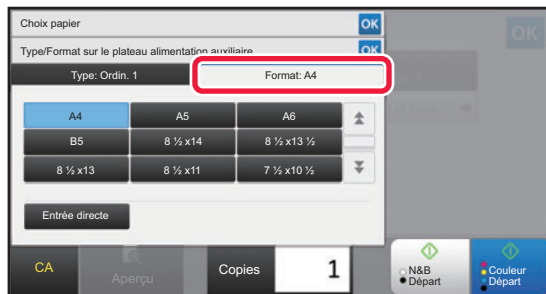 Choix papier OK
OK
Type/Format sur le plateau alimentation auxiliaire OK
Type: Ordin. 1 Format: A4
A4 A5 A6
B5 8 ½ x14 8 ½ x13 ½
8 ½ x13 8 ½ x11 7 ½ x10 ½
Entrée directe
CA Aperçu Copies 1
N&B Départ
Couleur Départ